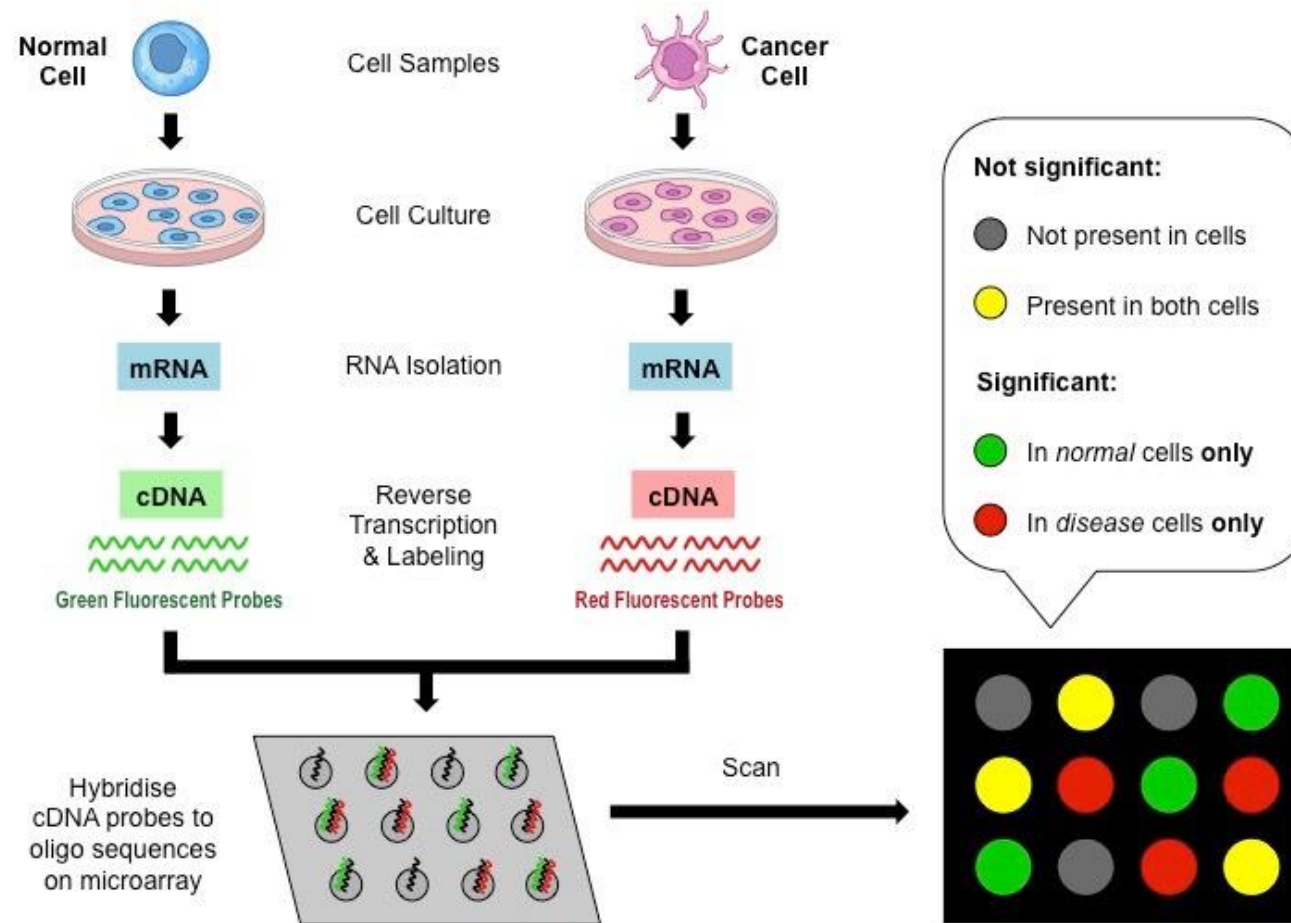 Normal
Cell
Cell Samples
Cancer
Cell
Cell Culture
mRNA
RNA Isolation
mRNA
cDNA
Reverse
Transcription
& Labeling
cDNA
Green Fluorescent Probes
Red Fluorescent Probes
Hybridise
cDNA probes to
oligo sequences
on microarray
Scan
Not significant:
Not present in cells
Present in both cells
Significant:
In normal cells only
In disease cells only